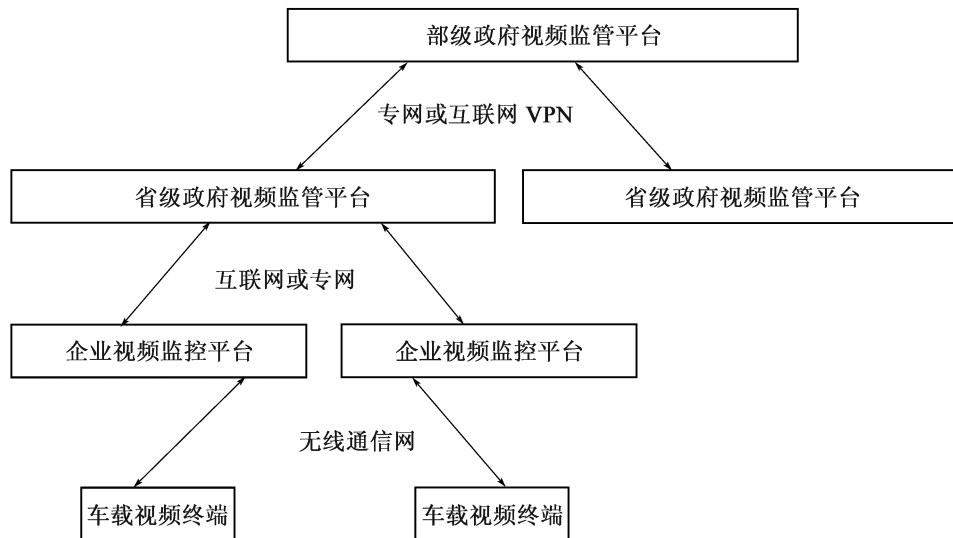 部级政府视频监管平台
专网或互联网 VPN
省级政府视频监管平台
省级政府视频监管平台
互联网或专网
企业视频监控平台
企业视频监控平台
无线通信网
车载视频终端
车载视频终端